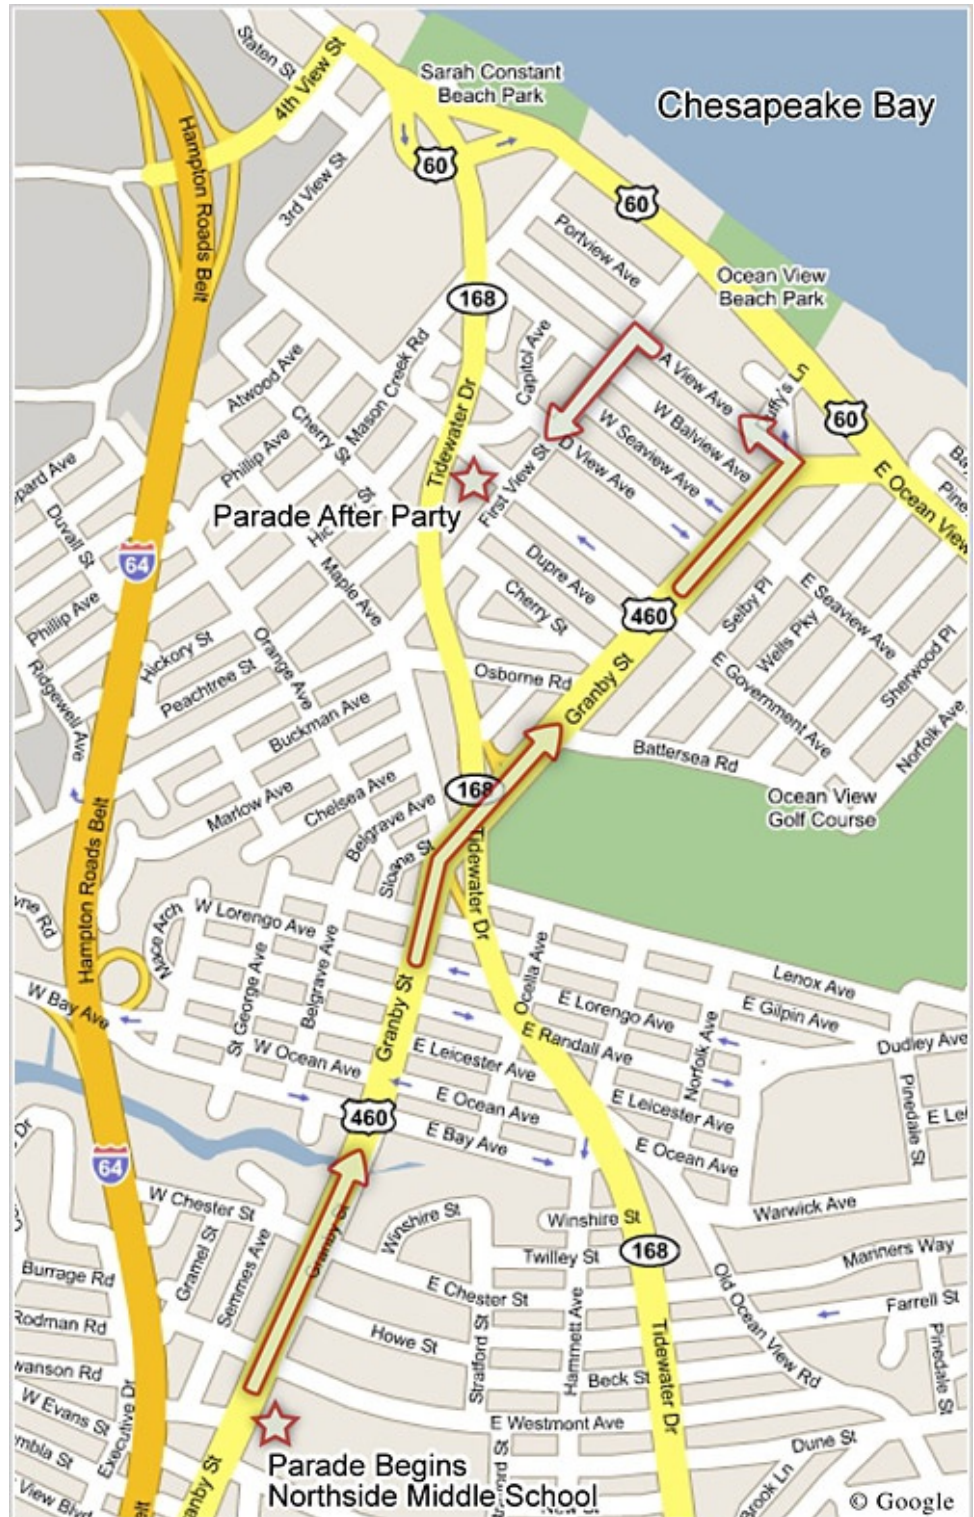 Staten St
4th View St
Sarah Constant
Beach Park
Chesapeake Bay
Hampton Roads Belt
60
3rd View St
60
Portview Ave
Ocean View
Beach Park
168
Capitol Ave
Mason Creek Rd
Atwood Ave
A View Ave
W Balview Ave
60
Cherry St
Tidewater Dr
W Seaview Ave
D View Ave
E Ocean View
Phillip Ave
First View St
Parade After Party
Duvall St
64
Maple Ave
Dupre Ave
Cherry St
460
Selby Pl
E Seaview Ave
Wells Pky
Sherwood Pl
Phillip Ave
Hickory St
Orange Ave
Ridgewell Ave
Peachtree St
Osborne Rd
Granby St
E Government Ave
Buckman Ave
Battersea Rd
Norfolk Ave
Marlow Ave
Chelsea Ave
168
Ocean View
Golf Course
Belgrave Ave
Sloane St
Hampton Roads Belt
Tidewater Dr
Mace Arch
W Lorengo Ave
St George Ave
Belgrave Ave
Ocella Ave
Lenox Ave
W Bay Ave
Granby St
E Lorengo Ave
E Gilpin Ave
E Randall Ave
Norfolk Ave
Dudley Ave
W Ocean Ave
E Leicester Ave
E Ocean Ave
E Leicester Ave
Pinedale St
460
E Bay Ave
E Ocean Ave
64
W Chester St
Winshire St
Winshire St
Warwick Ave
Granby St
Gramel St
Semmes Ave
Twilley St
168
Mariners Way
Burrage Rd
E Chester St
Old Ocean View Rd
Farrell St
Rodman Rd
Howe St
Stratford St
Hammett Ave
Tidewater Dr
Pinedale St
Beck St
W Evans St
Executive Dr
E Westmont Ave
Dune St
Parade Begins
Northside Middle School
View Blvd
Brook Ln
© Google